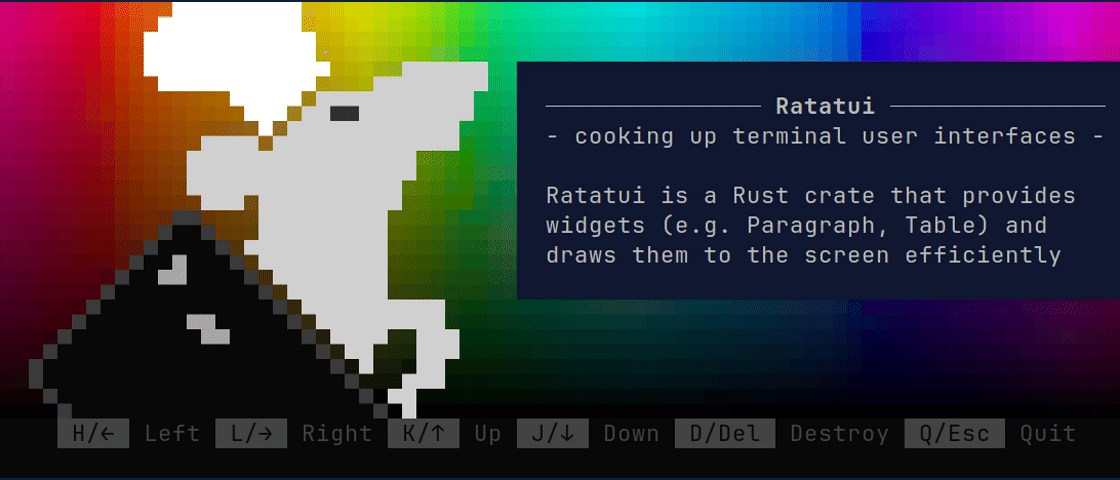 Ratatui
- cooking up terminal user interfaces -
Ratatui is a Rust crate that provides
widgets (e.g. Paragraph, Table) and
draws them to the screen efficiently
H/← Left L/→ Right K/↑ Up J/↓ Down D/Del Destroy Q/Esc Quit